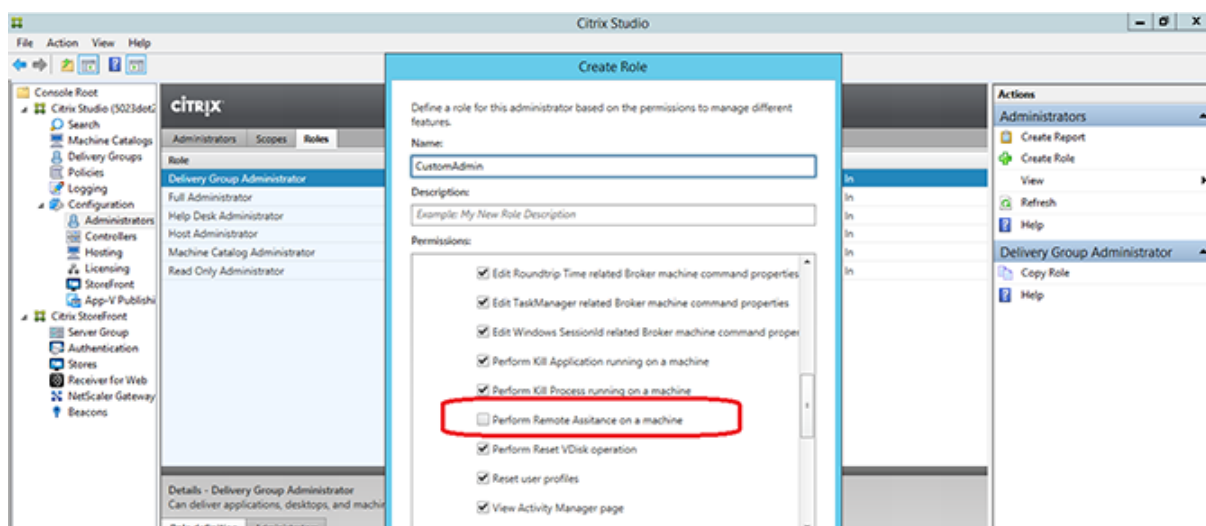 Citrix Studio
File Action View Help
Console Root
Citrix Studio (5023det2
Search
Machine Catalogs
Delivery Groups
Policies
Logging
Configuration
Administrators
Controllers
Hosting
Licensing
StoreFront
App-V Publishi
Citrix StoreFront
Server Group
Authentication
Stores
Receiver for Web
NetScaler Gateway
Beacons
CITRIX
Administrators Scopes Roles
Role
Delivery Group Administrator
Full Administrator
Help Desk Administrator
Host Administrator
Machine Catalog Administrator
Read Only Administrator
In
In
In
In
In
In
Details - Delivery Group Administrator
Can deliver applications, desktops, and machin
Create Role
Define a role for this administrator based on the permissions to manage different
features.
Name:
CustomAdmin
Description:
Example: My New Role Description
Permissions:
Edit Roundtrip Time related Broker machine command properties
Edit TaskManager related Broker machine command properties
Edit Windows SessionId related Broker machine command proper
Perform Kill Application running on a machine
Perform Kill Process running on a machine
Perform Remote Assitance on a machine
Perform Reset VDisk operation
Reset user profiles
View Activity Manager page
Actions
Administrators
Create Report
Create Role
View
Refresh
Help
Delivery Group Administrator
Copy Role
Help